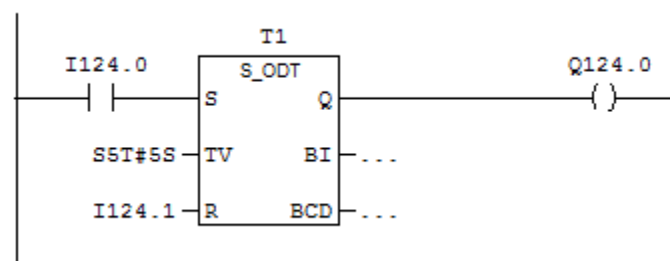 T1
I124.0
S_ODT
Q124.0
S
Q
S5T#5S
TV
BI
...
I124.1
R
BCD
...